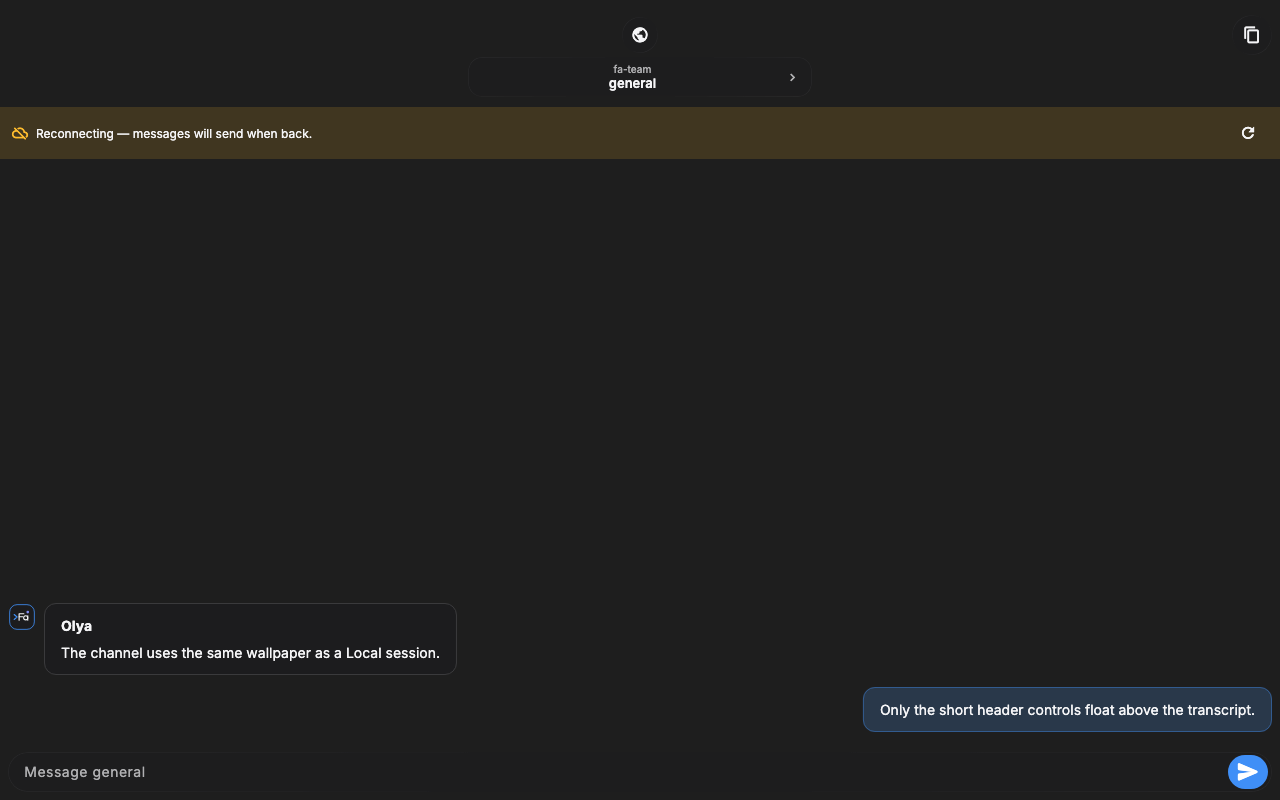 fa-team
general
Reconnecting — messages will send when back.
>Fa
Olya
The channel uses the same wallpaper as a Local session.
Only the short header controls float above the transcript.
Message general